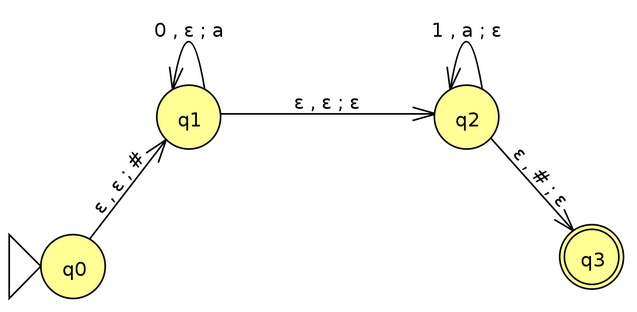 0 , ε ; a
1 , a ; ε
q1
ε , ε ; ε
q2
ε , ε ; #
ε , # ; ε
q0
q3